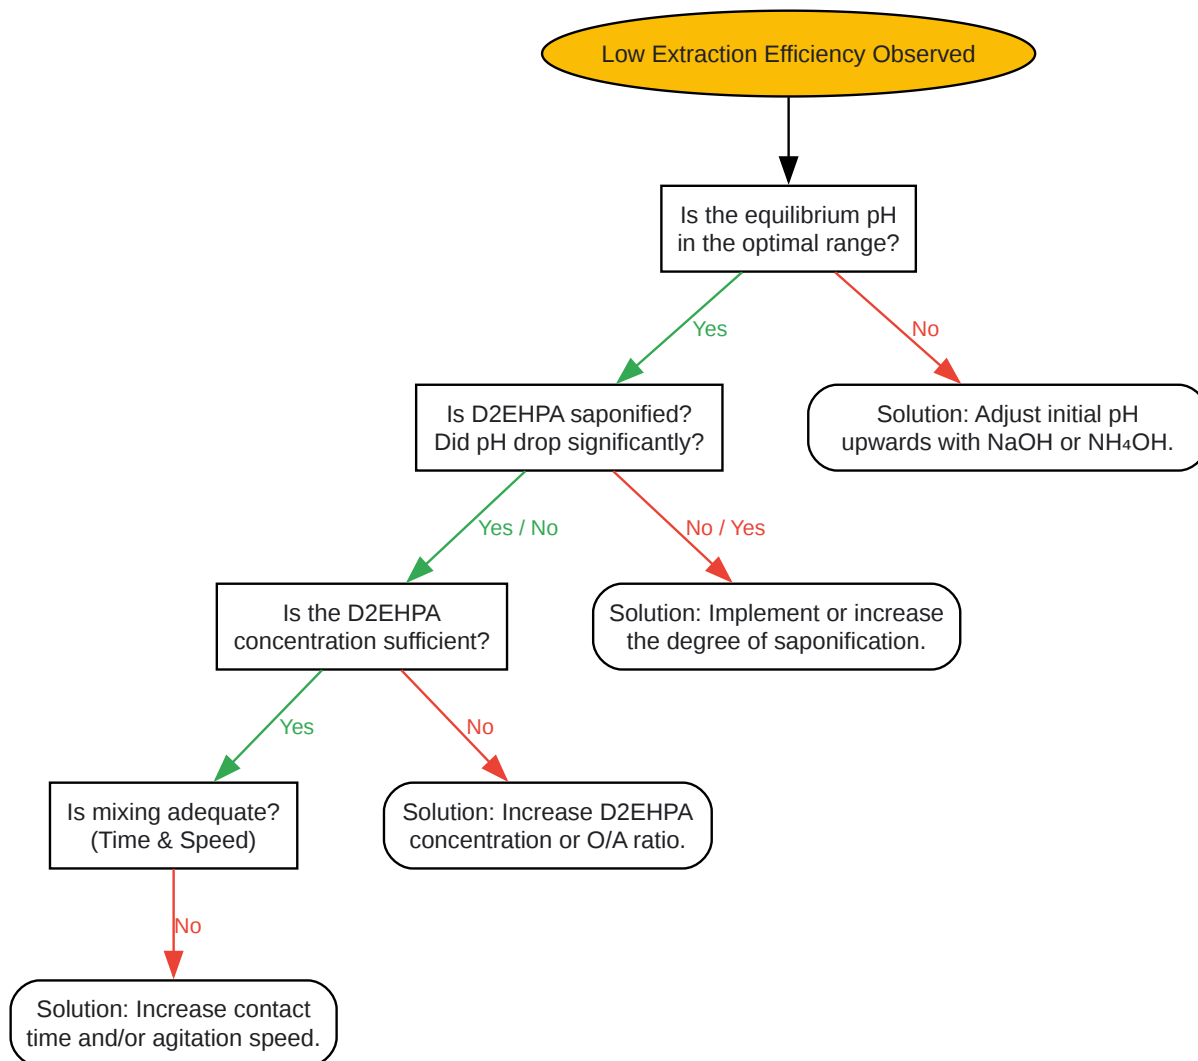 Low Extraction Efficiency Observed
Is the equilibrium pH
in the optimal range?
Yes
No
Is D2EHPA saponified?
Did pH drop significantly?
Solution: Adjust initial pH
upwards with NaOH or NH₄OH.
Yes / No
No / Yes
Is the D2EHPA
concentration sufficient?
Solution: Implement or increase
the degree of saponification.
Yes
No
Is mixing adequate?
(Time & Speed)
Solution: Increase D2EHPA
concentration or O/A ratio.
No
Solution: Increase contact
time and/or agitation speed.